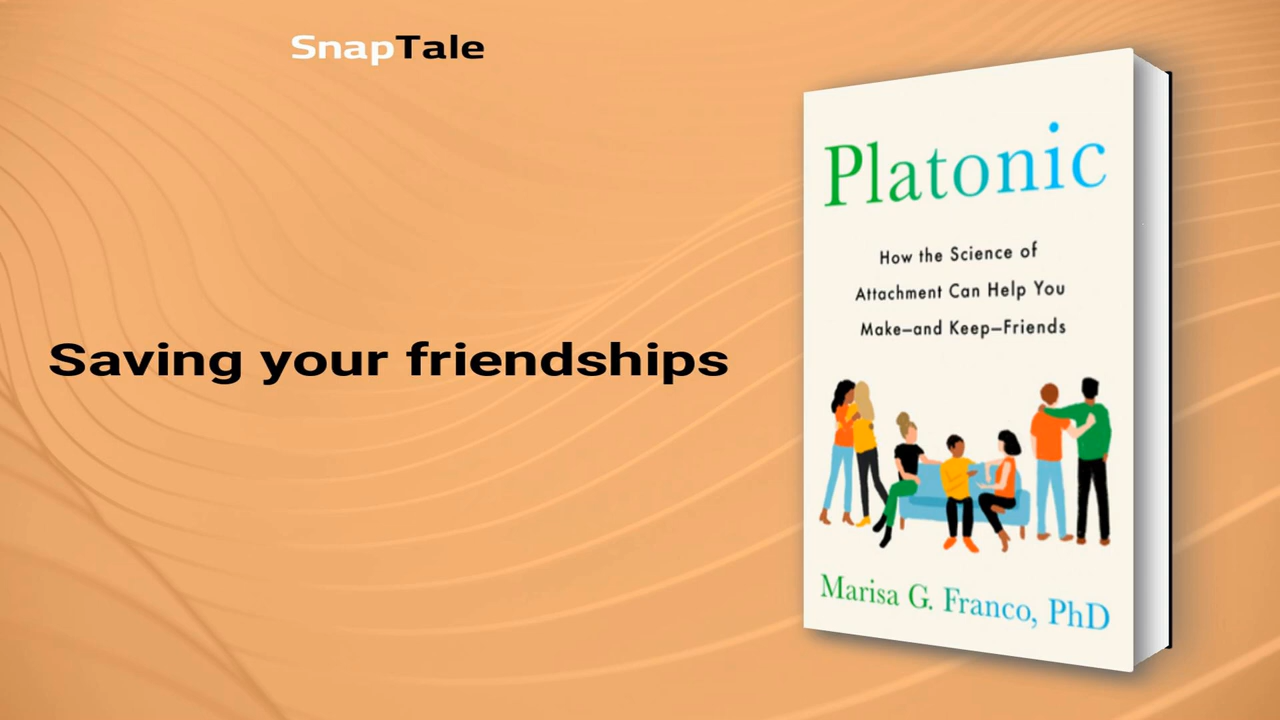 SnapTale
Saving your friendships
Platonic
How the Science of
Attachment Can Help You
Make—and Keep—Friends
Marisa G. Franco, PhD